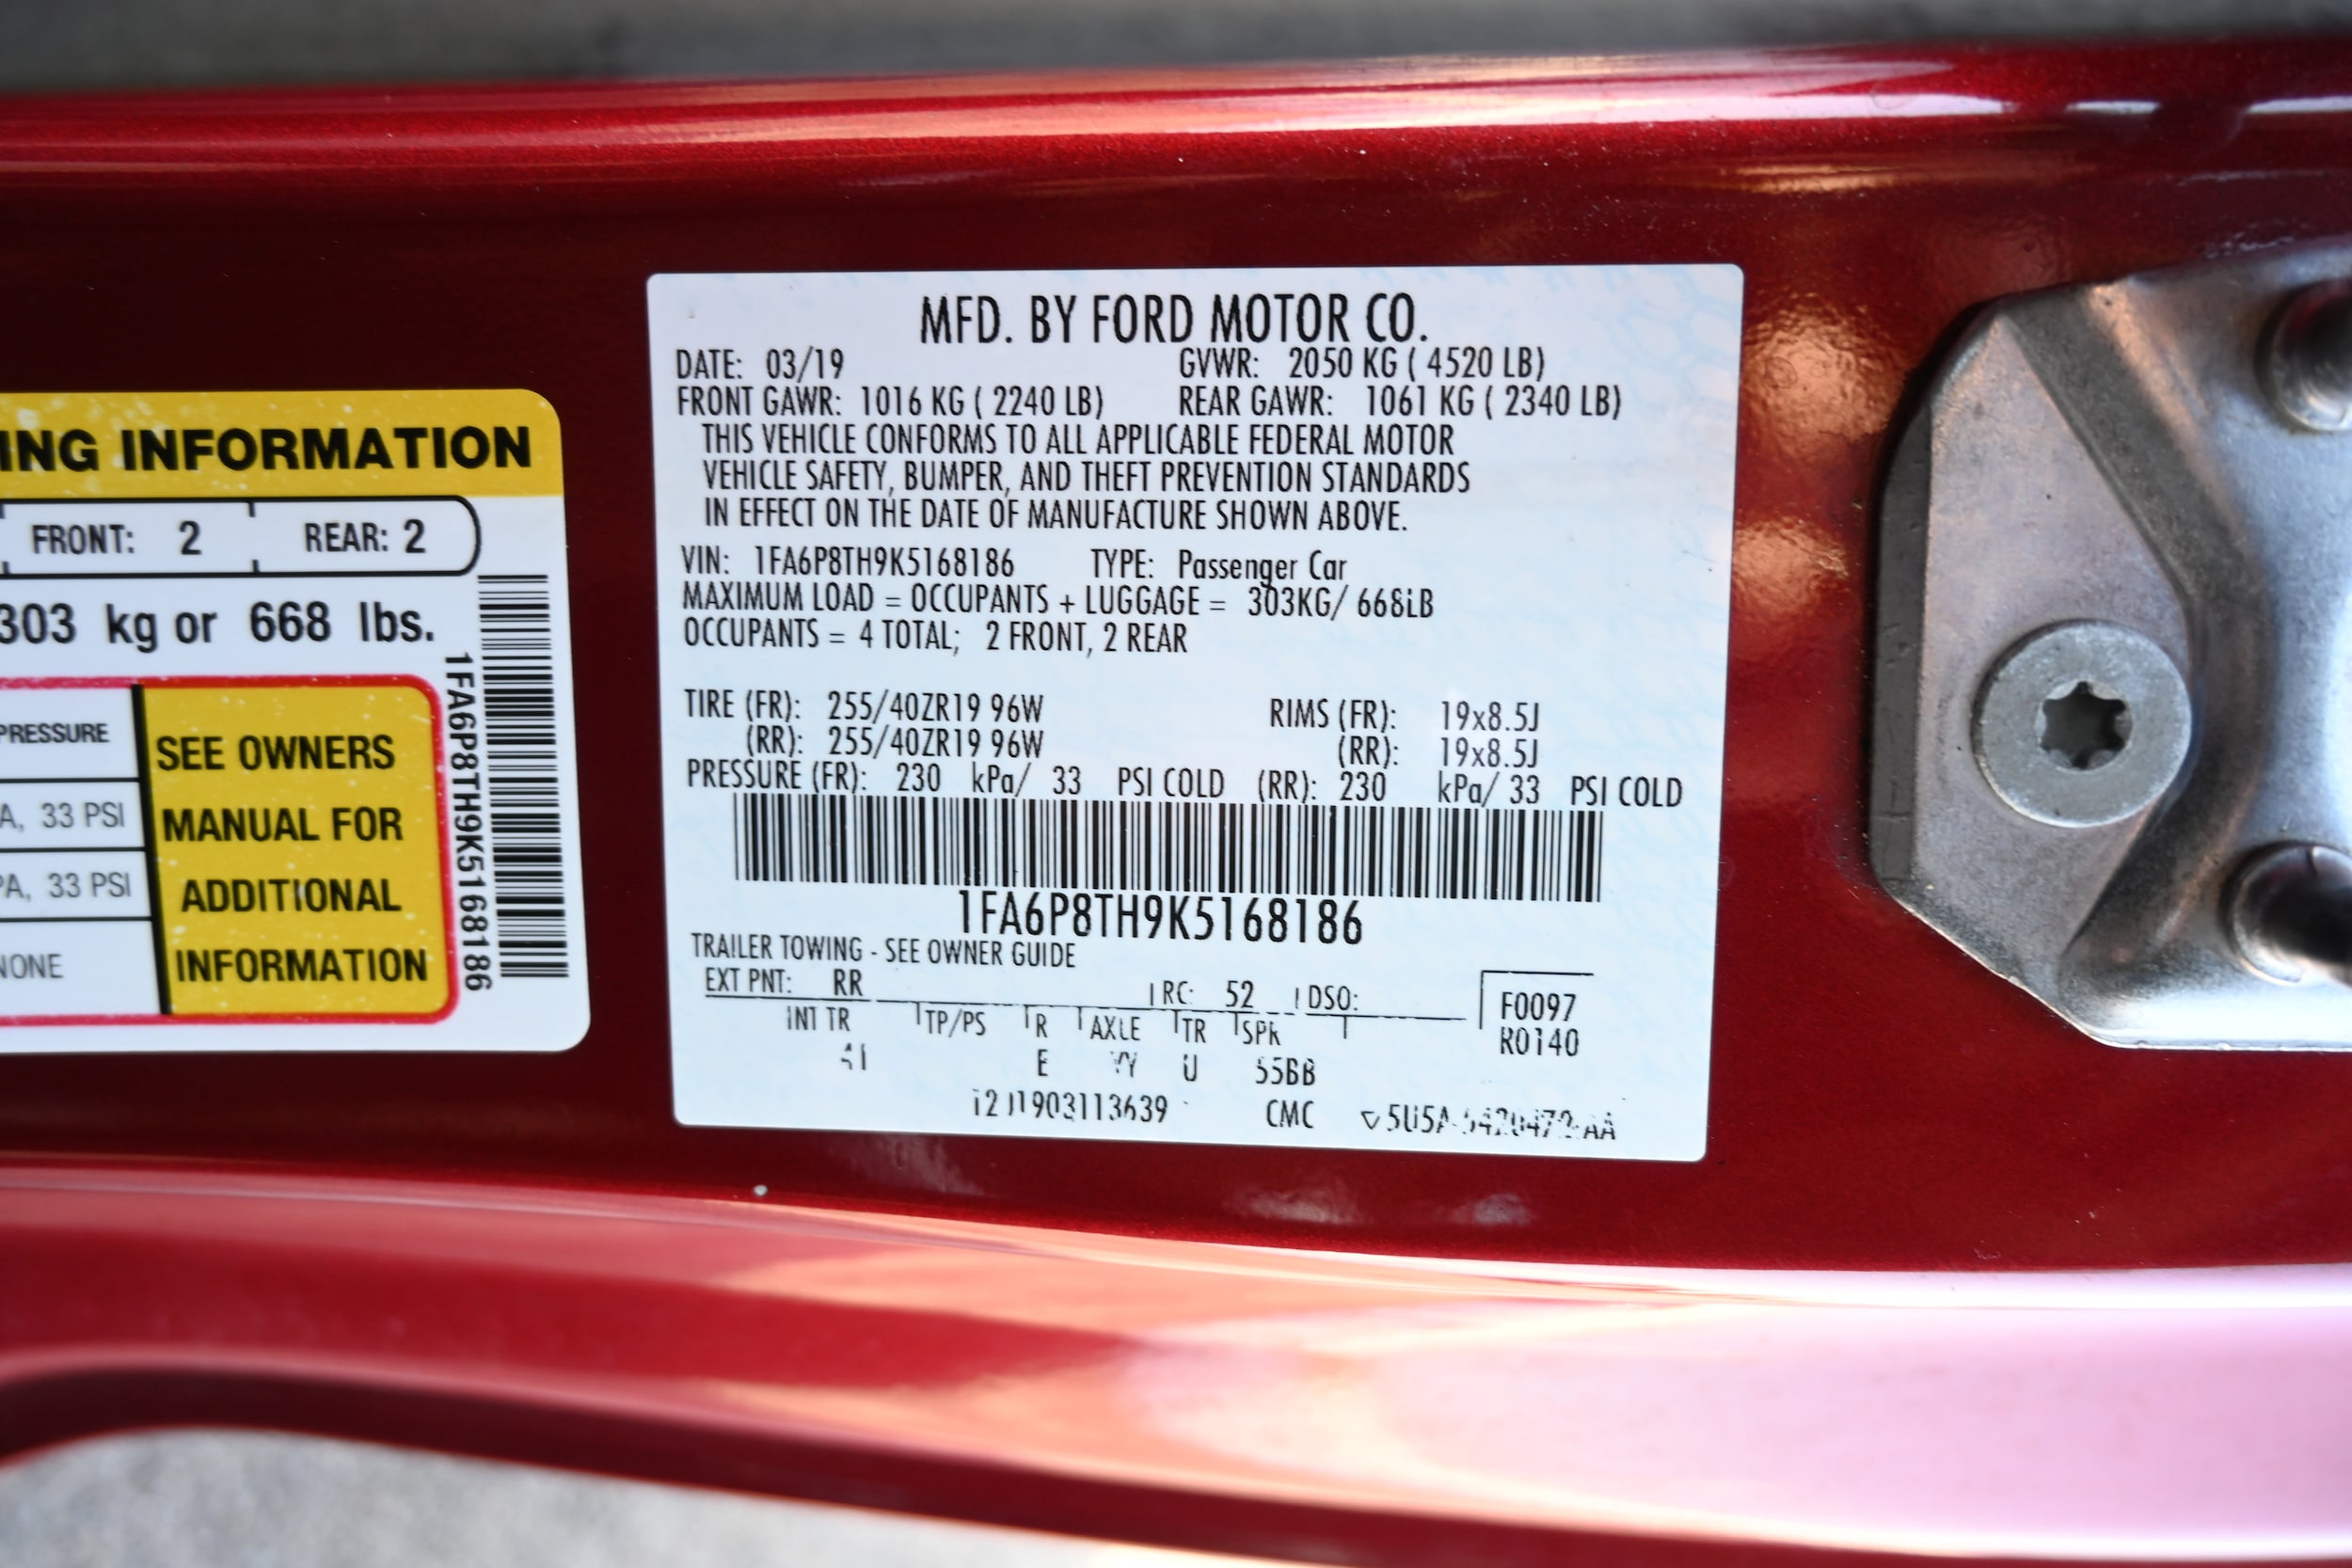 ING INFORMATION
FRONT: 2 REAR: 2
303 kg or 668 lbs.
PRESSURE
A, 33 PSI
PA, 33 PSI
NONE
SEE OWNERS
MANUAL FOR
ADDITIONAL
INFORMATION
1FA6P8TH9K5168186
MFD. BY FORD MOTOR CO.
DATE: 03/19 GVWR: 2050 KG ( 4520 LB)
FRONT GAWR: 1016 KG ( 2240 LB) REAR GAWR: 1061 KG ( 2340 LB)
THIS VEHICLE CONFORMS TO ALL APPLICABLE FEDERAL MOTOR
VEHICLE SAFETY, BUMPER, AND THEFT PREVENTION STANDARDS
IN EFFECT ON THE DATE OF MANUFACTURE SHOWN ABOVE.
VIN: 1FA6P8TH9K5168186 TYPE: Passenger Car
MAXIMUM LOAD = OCCUPANTS + LUGGAGE = 303KG/ 668LB
OCCUPANTS = 4 TOTAL; 2 FRONT, 2 REAR
TIRE (FR): 255/40ZR19 96W RIMS (FR): 19x8.5J
(RR): 255/40ZR19 96W (RR): 19x8.5J
PRESSURE (FR): 230 kPa/ 33 PSI COLD (RR): 230 kPa/ 33 PSI COLD
1FA6P8TH9K5168186
TRAILER TOWING - SEE OWNER GUIDE
EXT PNT: RR RC: 52 DSO: F0097
INT TR TP/PS R AXLE TR SPR R0140
E U 55BB
CMC